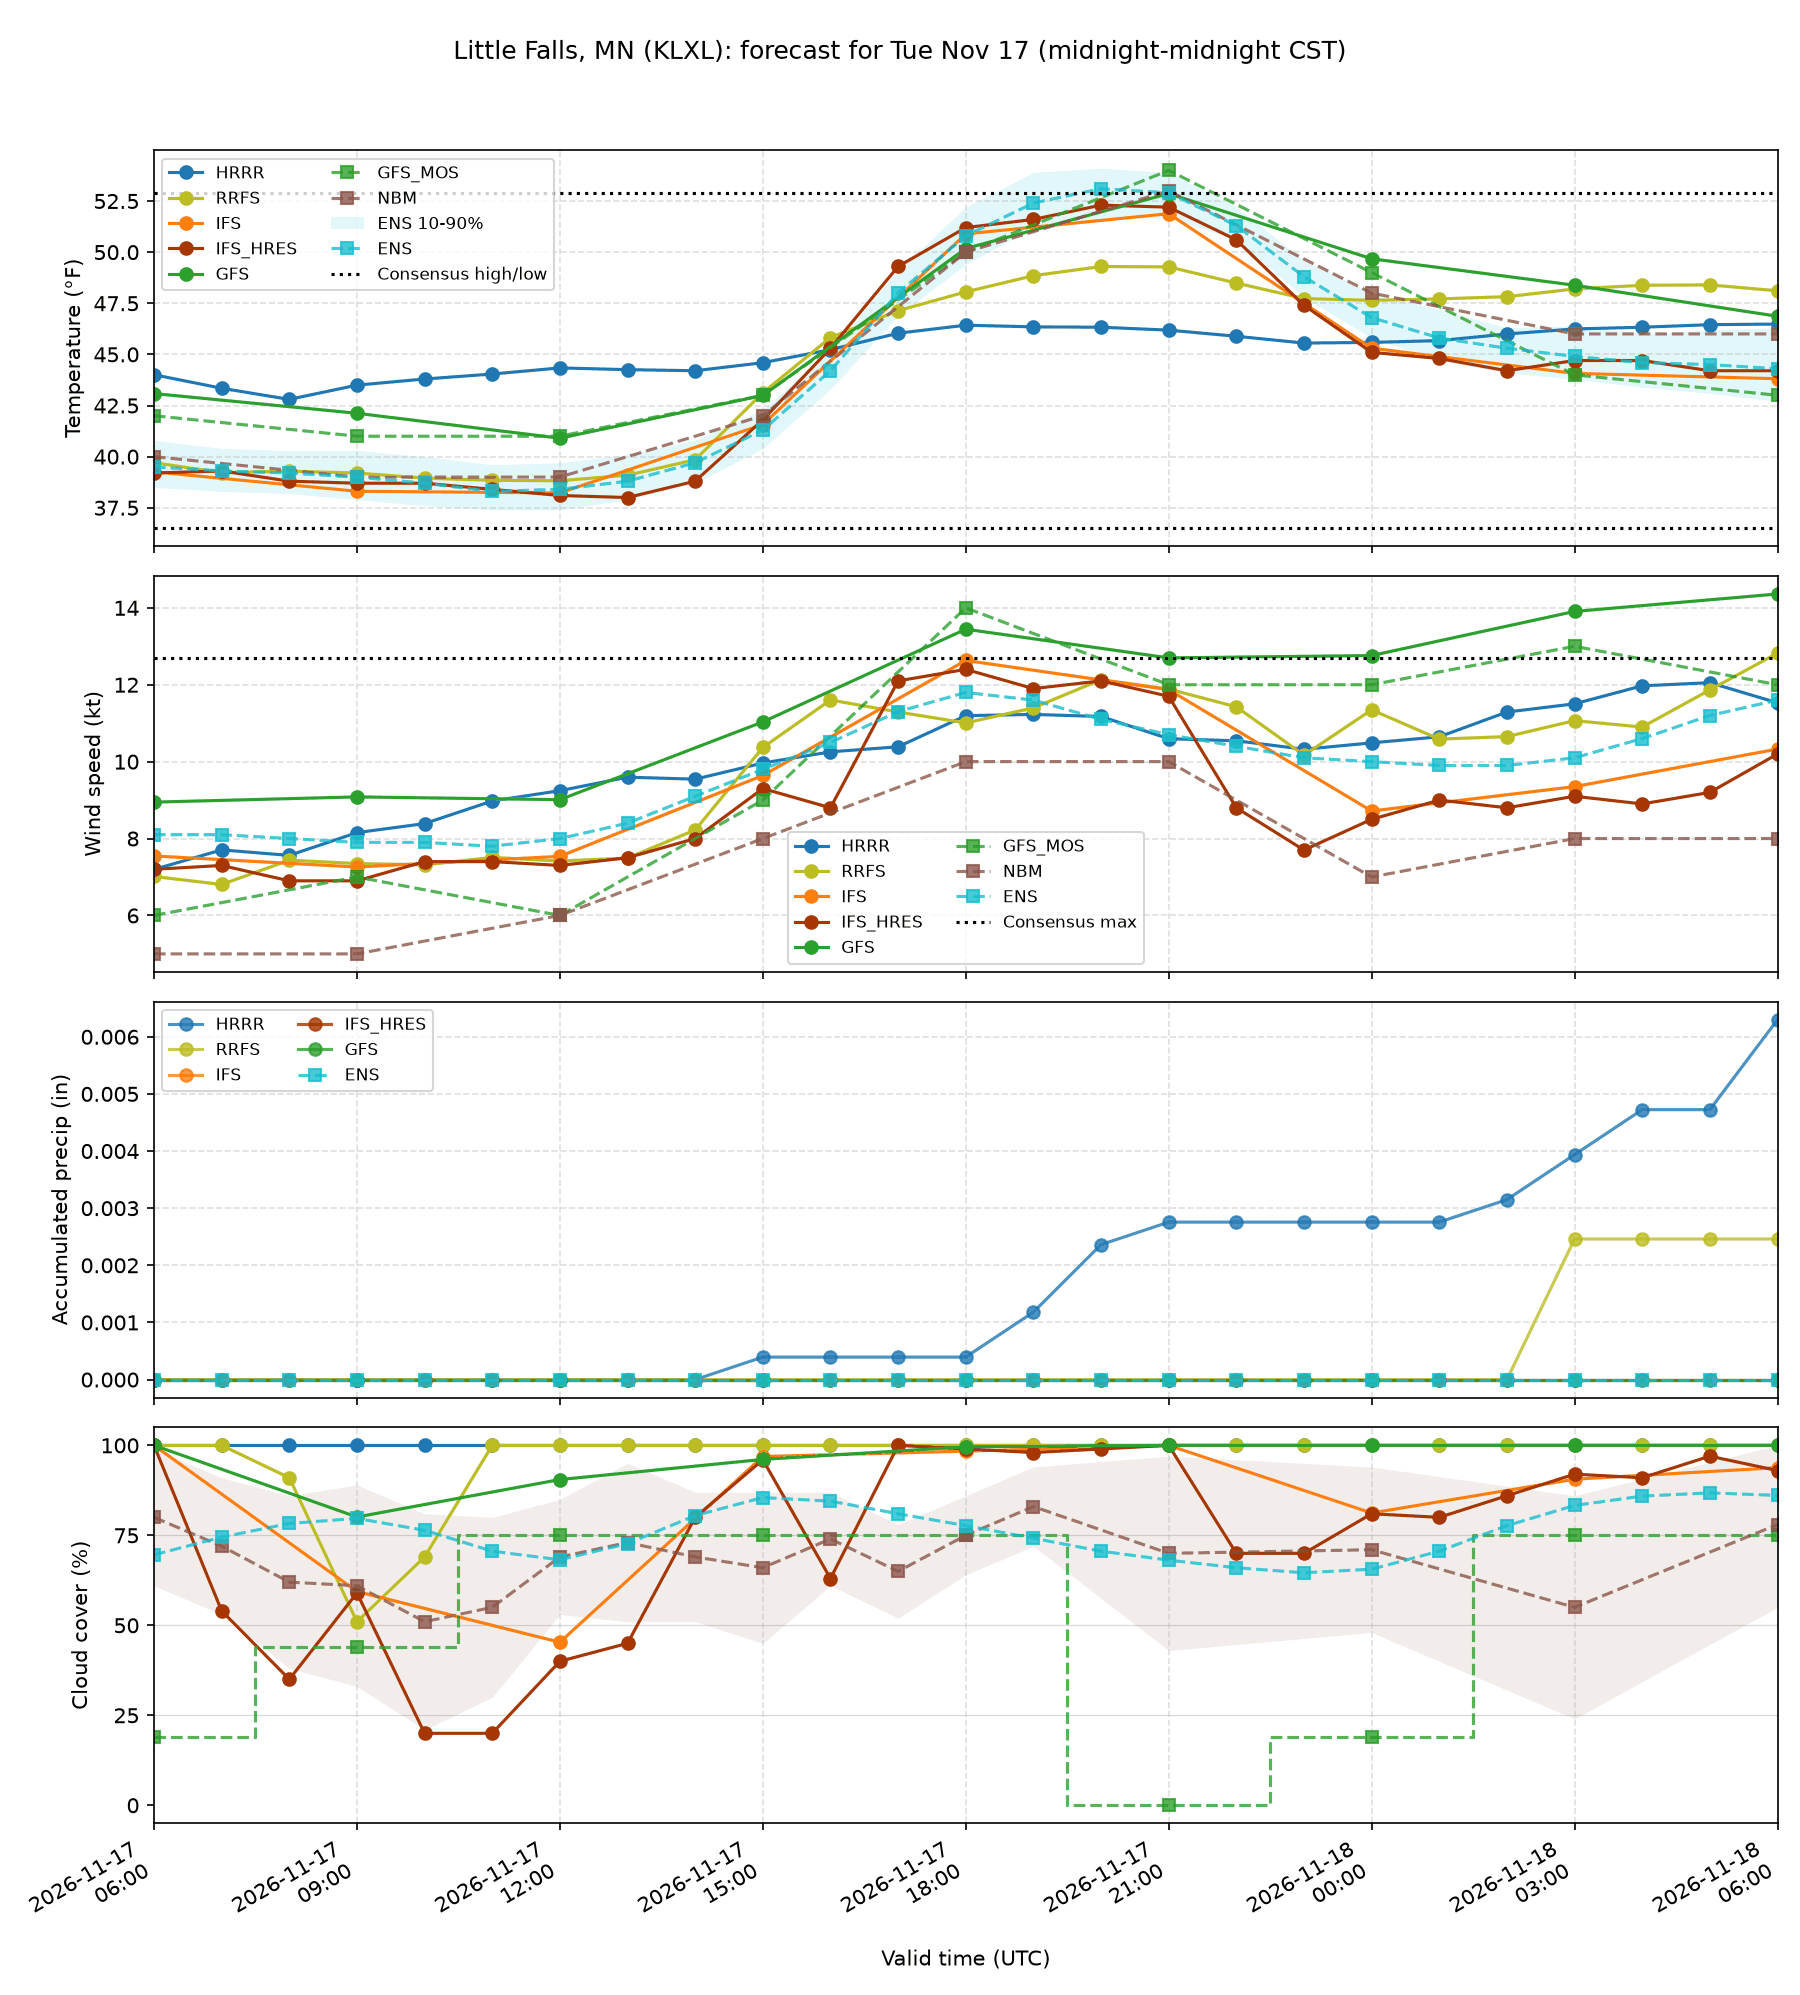 Little Falls, MN (KLXL): forecast for Tue Nov 17 (midnight-midnight CST)
Temperature (°F)
52.5
50.0
47.5
45.0
42.5
40.0
37.5
HRRR
RRFS
IFS
IFS_HRES
GFS
GFS_MOS
NBM
ENS 10-90%
ENS
Consensus high/low
Wind speed (kt)
14
12
10
8
6
HRRR
RRFS
IFS
IFS_HRES
GFS
GFS_MOS
NBM
ENS
Consensus max
Accumulated precip (in)
0.006
0.005
0.004
0.003
0.002
0.001
0.000
HRRR
RRFS
IFS
IFS_HRES
GFS
ENS
Cloud cover (%)
100
75
50
25
0
2026-11-17
06:00
2026-11-17
09:00
2026-11-17
12:00
2026-11-17
15:00
2026-11-17
18:00
2026-11-17
21:00
2026-11-18
00:00
2026-11-18
03:00
2026-11-18
06:00
Valid time (UTC)